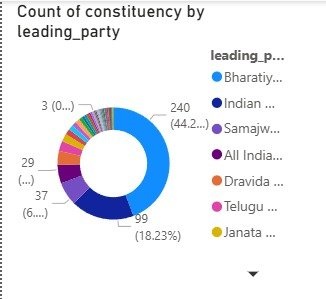 Count of constituency by
leading_party
leading_p...
3 (0...)
240
(44.2...)
29
(...)
37
(6....)
99
(18.23%)
Bharatiy...
Indian ...
Samajw...
All India...
Dravida ...
Telugu ...
Janata ...